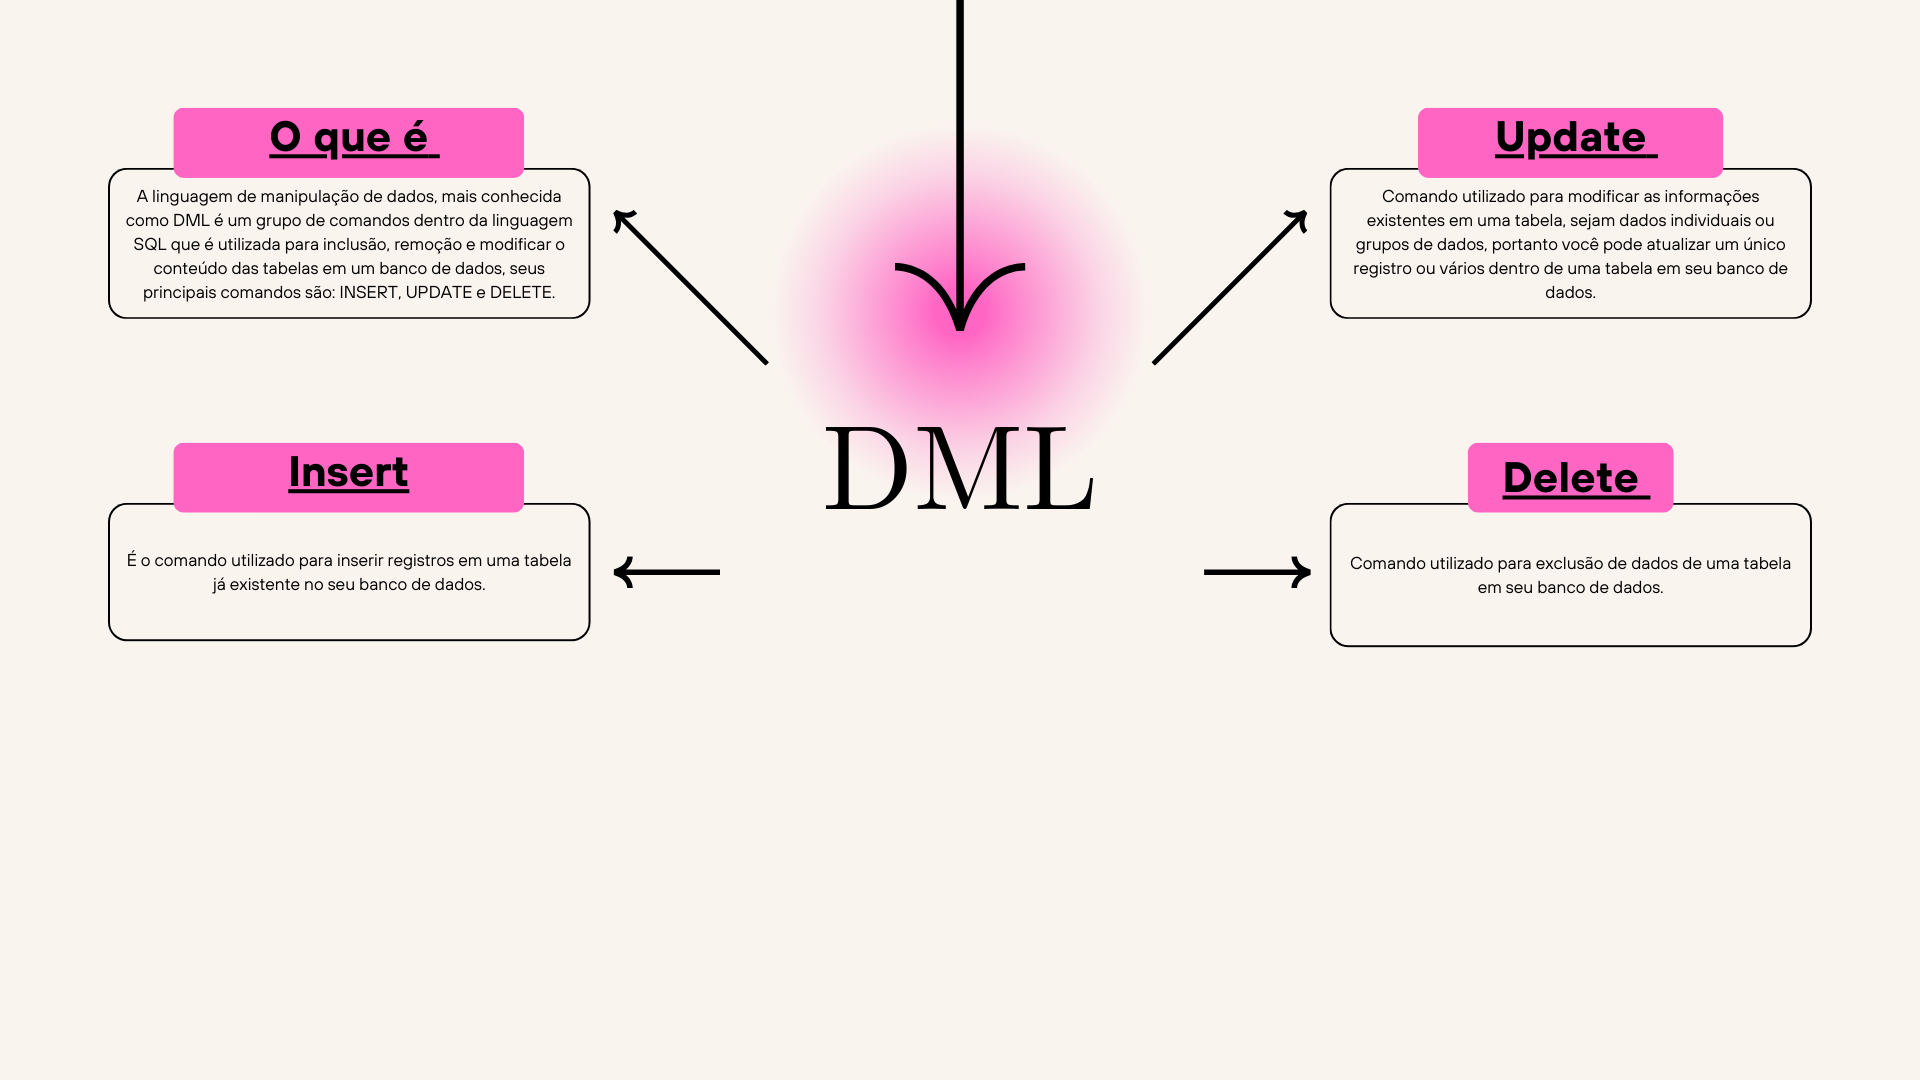 O que é
A linguagem de manipulação de dados, mais conhecida
como DML é um grupo de comandos dentro da linguagem
SQL que é utilizada para inclusão, remoção e modificar o
conteúdo das tabelas em um banco de dados, seus
principais comandos são: INSERT, UPDATE e DELETE.
Insert
É o comando utilizado para inserir registros em uma tabela
já existente no seu banco de dados.
DML
Update
Comando utilizado para modificar as informações
existentes em uma tabela, sejam dados individuais ou
grupos de dados, portanto você pode atualizar um único
registro ou vários dentro de uma tabela em seu banco de
dados.
Delete
Comando utilizado para exclusão de dados de uma tabela
em seu banco de dados.